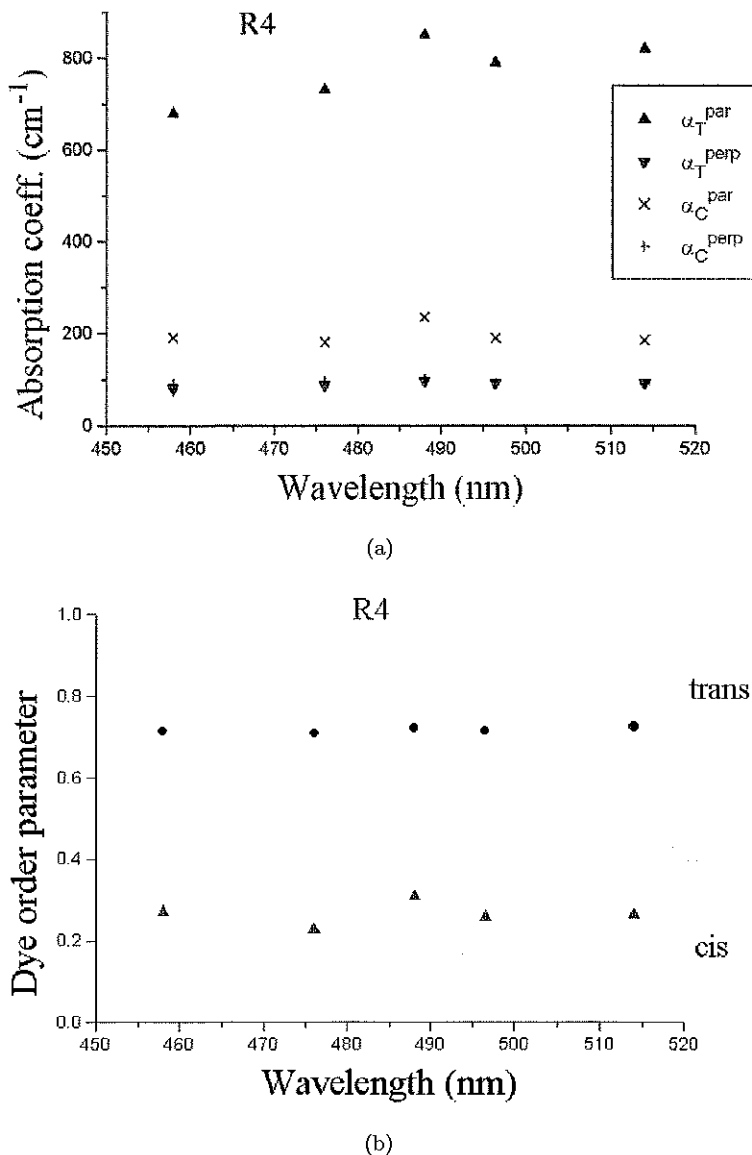 R4
Absorption coeff. (cm⁻¹)
800
600
400
200
0
450 460 470 480 490 500 510 520
Wavelength (nm)
α_T^par
α_T^perp
α_C^par
α_C^perp
(a)
R4
Dye order parameter
1.0
0.8
0.6
0.4
0.2
0.0
trans
cis
450 460 470 480 490 500 510 520
Wavelength (nm)
(b)